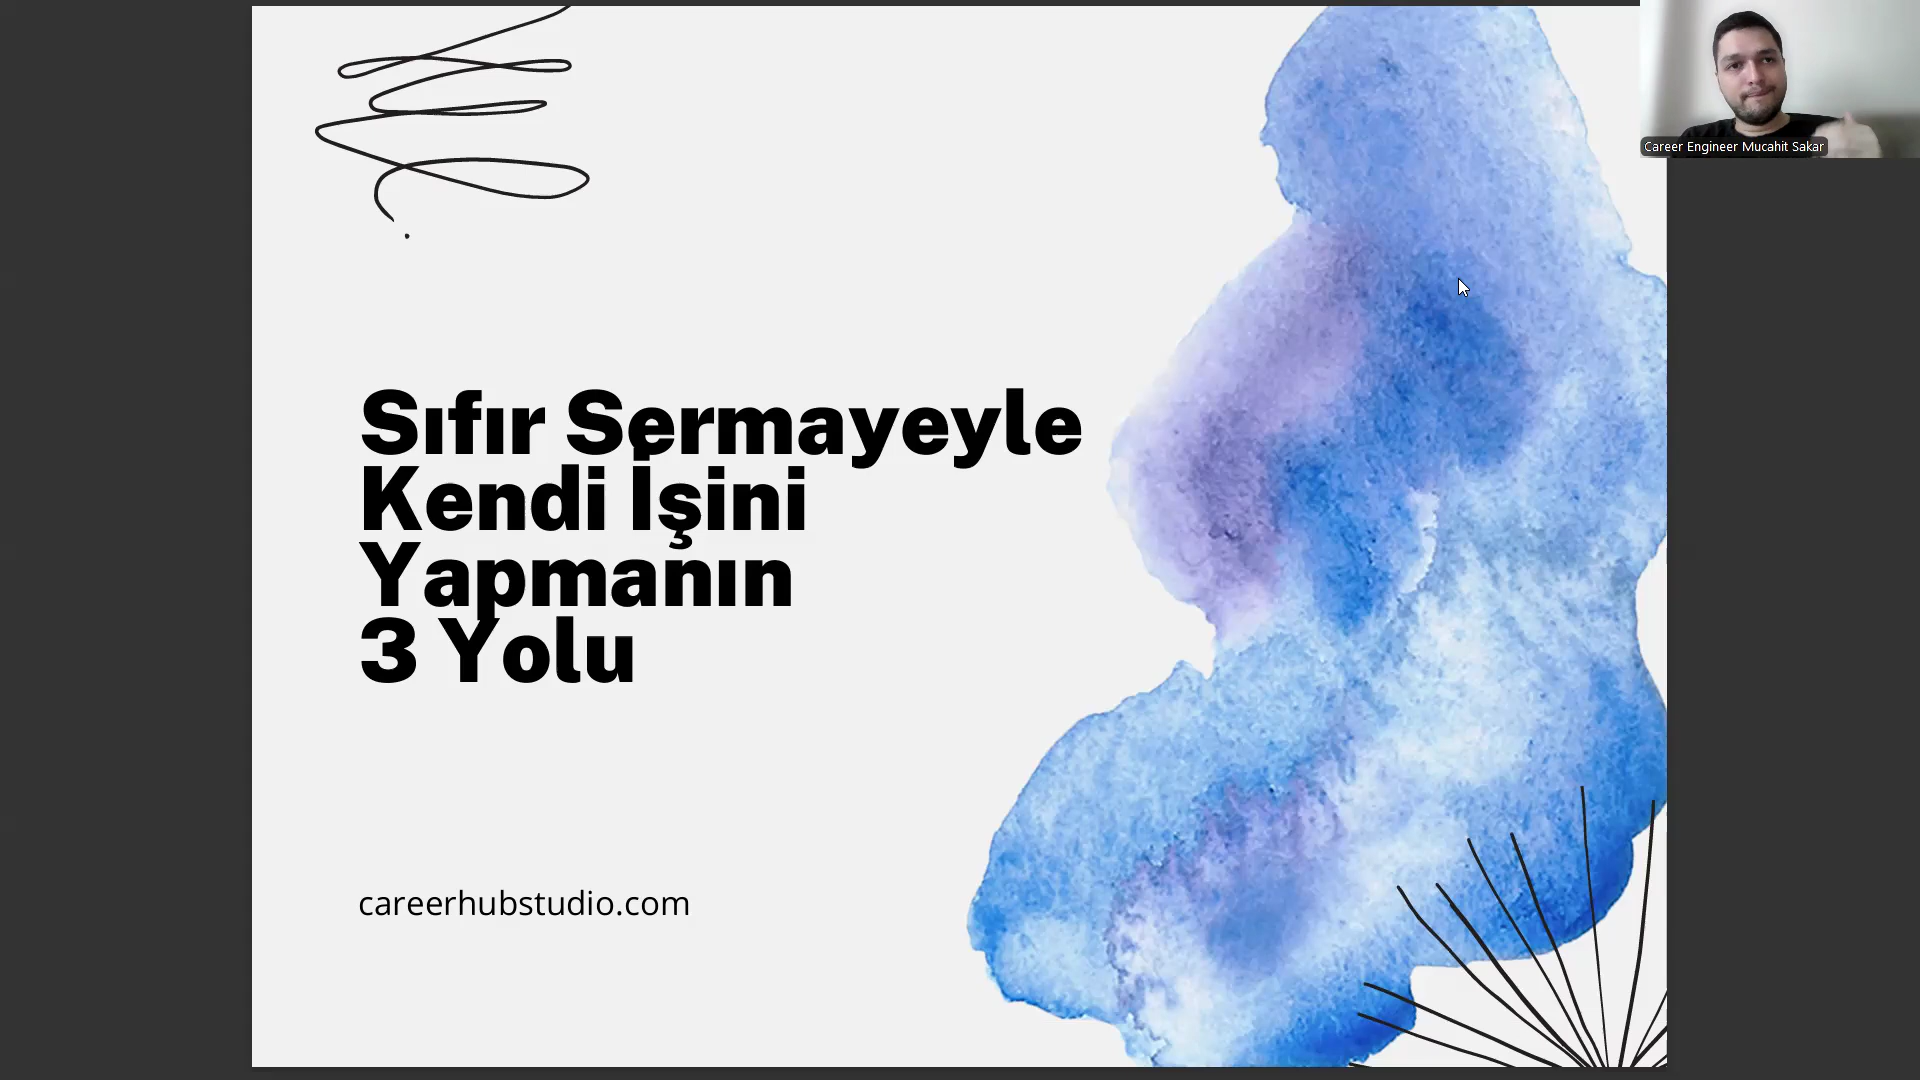 Career Engineer Mucahit Sakar
Sıfır Sermayeyle
Kendi İşini
Yapmanın
3 Yolu
careerhubstudio.com